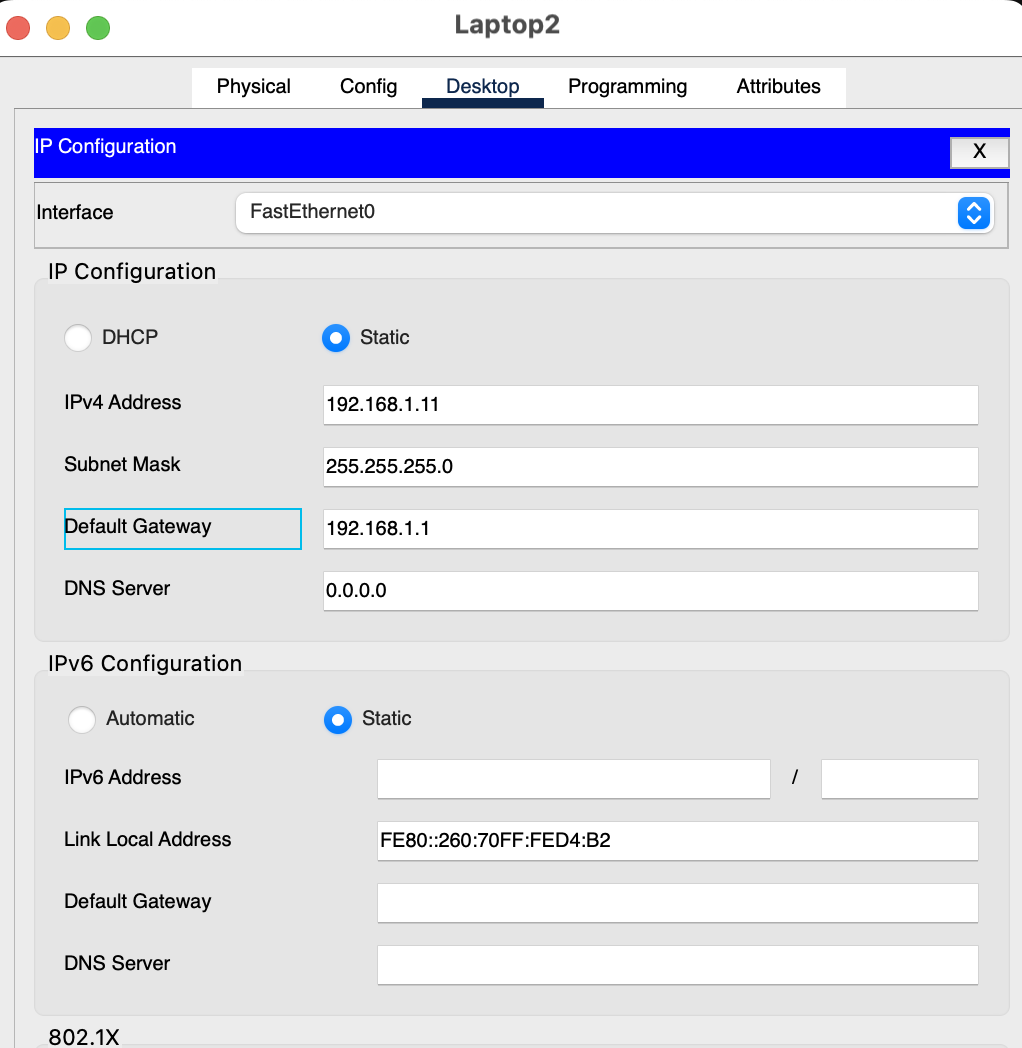 Laptop2
Physical Config Desktop Programming Attributes
IP Configuration
X
Interface FastEthernet0
IP Configuration
DHCP Static
IPv4 Address 192.168.1.11
Subnet Mask 255.255.255.0
Default Gateway 192.168.1.1
DNS Server 0.0.0.0
IPv6 Configuration
Automatic Static
IPv6 Address /
Link Local Address FE80::260:70FF:FED4:B2
Default Gateway
DNS Server
802.1X